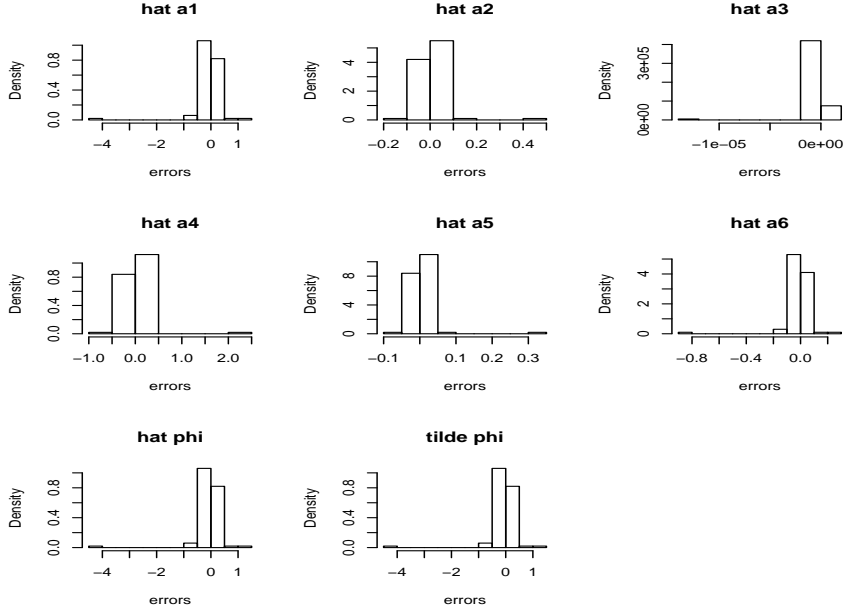 hat a1
Density
0.0 0.4 0.8
−4 −2 0 1
errors
hat a2
Density
0 2 4
−0.2 0.0 0.2 0.4
errors
hat a3
Density
0e+00 3e+05
−1e−05 0e+00
errors
hat a4
Density
0.0 0.4 0.8
−1.0 0.0 1.0 2.0
errors
hat a5
Density
0 4 8
−0.1 0.1 0.2 0.3
errors
hat a6
Density
0 2 4
−0.8 −0.4 0.0
errors
hat phi
Density
0.0 0.4 0.8
−4 −2 0 1
errors
tilde phi
Density
0.0 0.4 0.8
−4 −2 0 1
errors